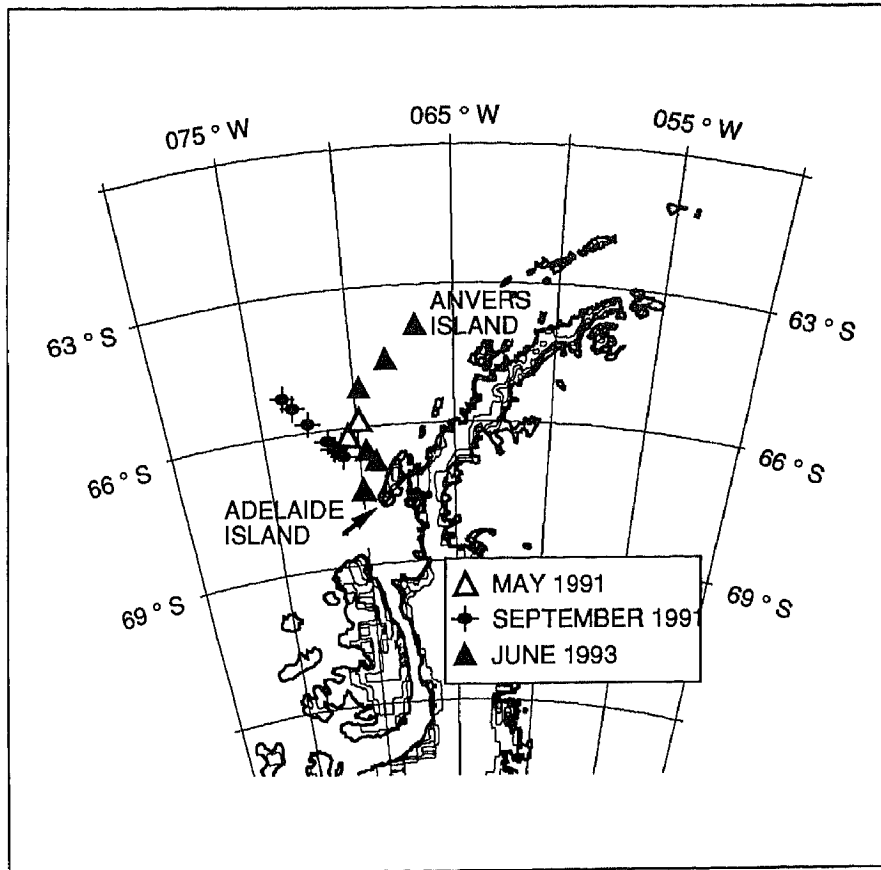 075 ° W
065 ° W
055 ° W
ANVERS
ISLAND
63 ° S
63 ° S
66 ° S
66 ° S
ADELAIDE
ISLAND
69 ° S
69 ° S
MAY 1991
SEPTEMBER 1991
JUNE 1993